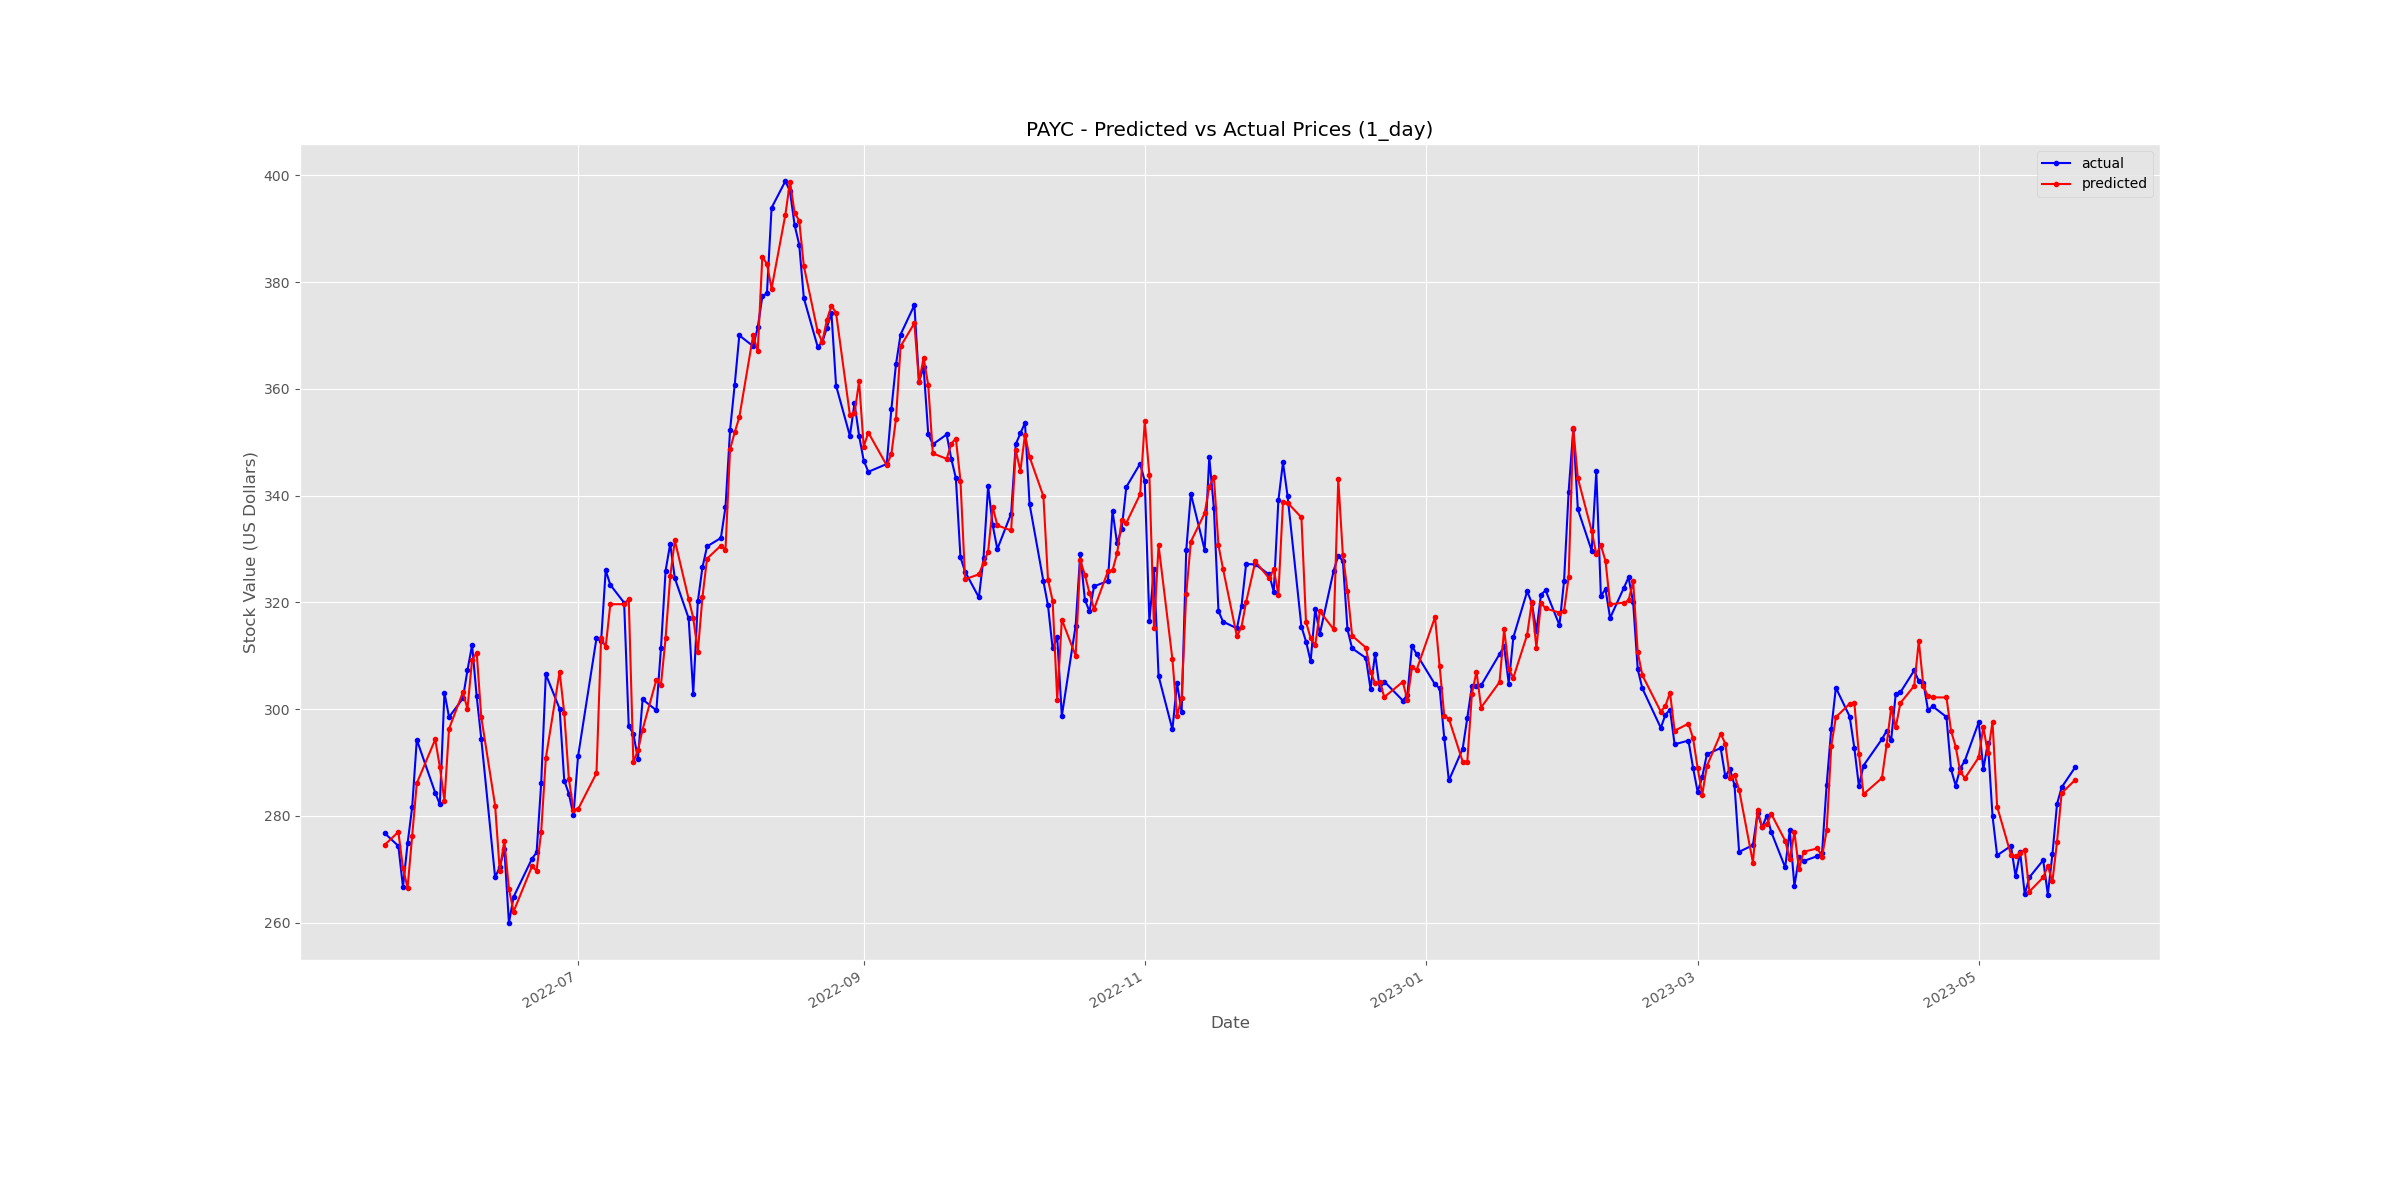 PAYC - Predicted vs Actual Prices (1_day)
actual
predicted
400
380
360
340
320
300
280
260
Stock Value (US Dollars)
2022-07
2022-09
2022-11
2023-01
2023-03
2023-05
Date